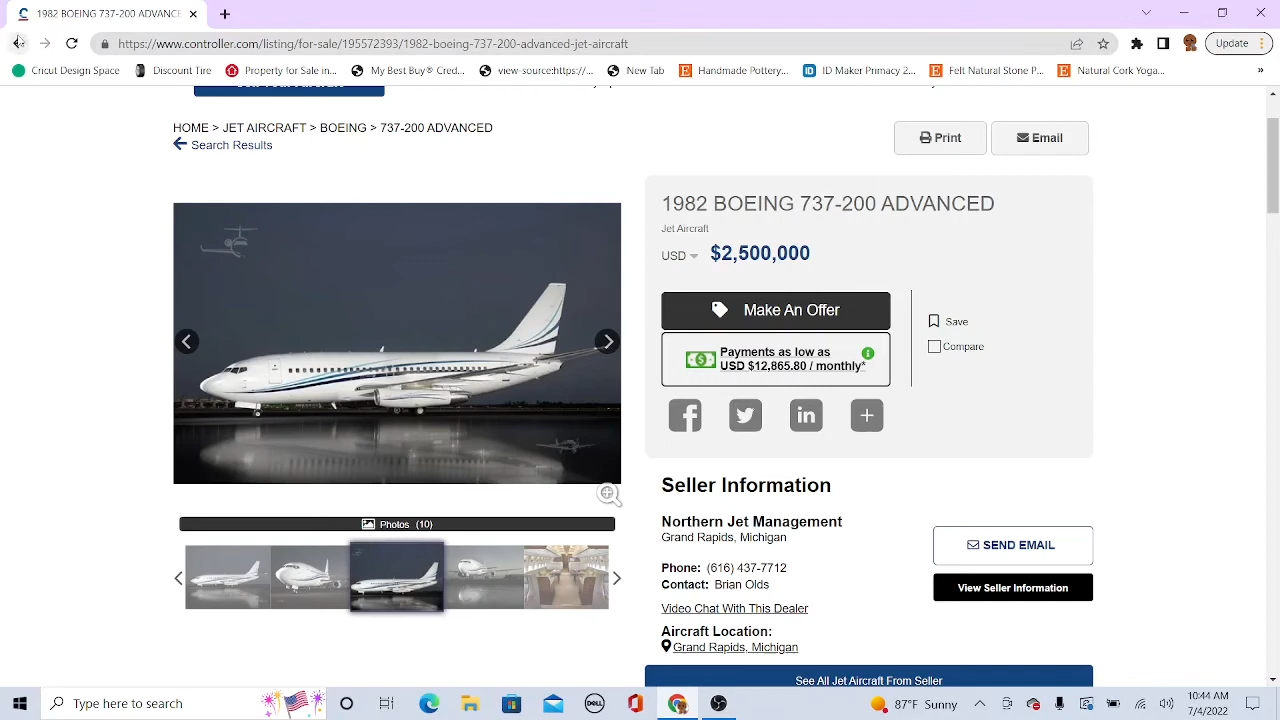 1982 BOEING 737-200 ADVANCE
https://www.controller.com/listing/for-sale/195572393/1982-boeing-737-200-advanced-jet-aircraft
Update
Cricut Design Space
Discount Tire
Property for Sale in...
My Best Buy® Cred...
view-source:https://...
New Tab
Handmade Pottery...
ID Maker Primacy 2...
Felt Natural Stone P...
Natural Cork Yoga...
»
HOME > JET AIRCRAFT > BOEING > 737-200 ADVANCED
Search Results
Print
Email
1982 BOEING 737-200 ADVANCED
Jet Aircraft
USD $2,500,000
Make An Offer
Save
Payments as low as
USD $12,865.80 / monthly*
Compare
Photos (10)
Seller Information
Northern Jet Management
Grand Rapids, Michigan
SEND EMAIL
Phone: (616) 437-7712
Contact: Brian Olds
View Seller Information
Video Chat With This Dealer
Aircraft Location:
Grand Rapids, Michigan
See All Jet Aircraft From Seller
Type here to search
DELL
87°F Sunny
10:44 AM
7/4/2022